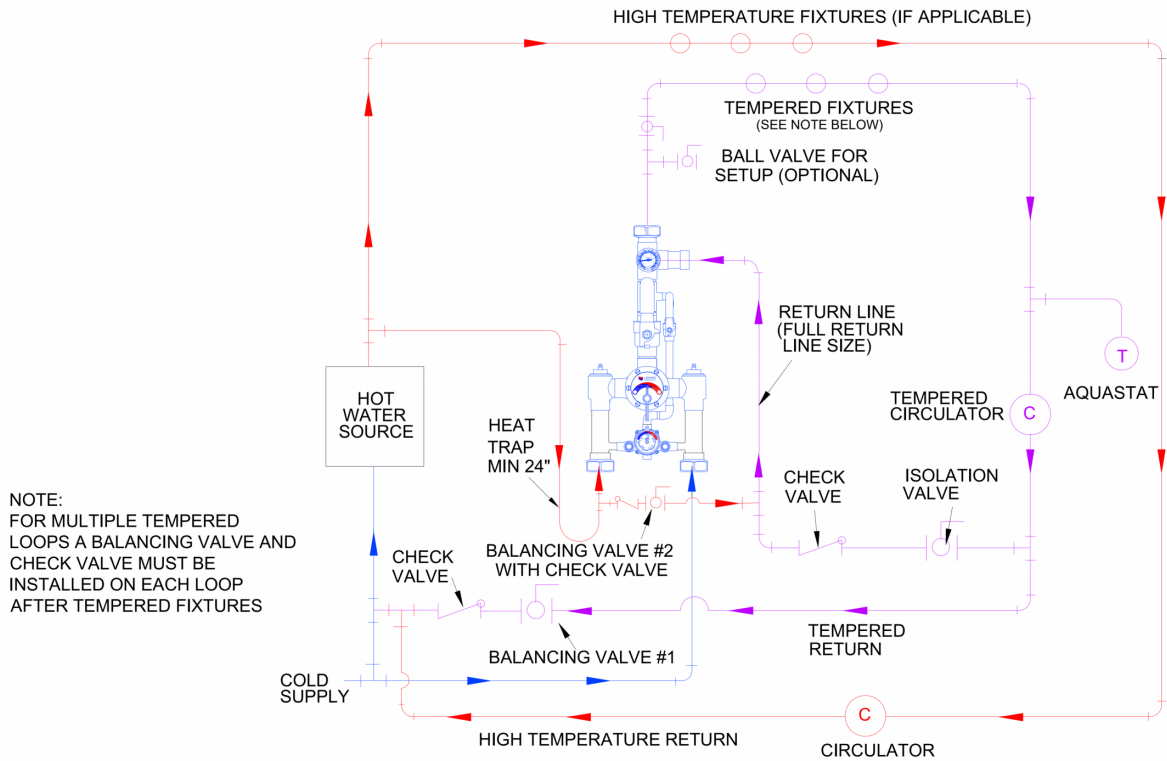 HIGH TEMPERATURE FIXTURES (IF APPLICABLE)
TEMPERED FIXTURES
(SEE NOTE BELOW)
BALL VALVE FOR
SETUP (OPTIONAL)
RETURN LINE
(FULL RETURN
LINE SIZE)
T
AQUASTAT
HOT
WATER
SOURCE
TEMPERED
CIRCULATOR
C
HEAT
TRAP
MIN 24"
CHECK
VALVE
ISOLATION
VALVE
NOTE:
FOR MULTIPLE TEMPERED
LOOPS A BALANCING VALVE AND
CHECK VALVE MUST BE
INSTALLED ON EACH LOOP
AFTER TEMPERED FIXTURES
CHECK
VALVE
BALANCING VALVE #2
WITH CHECK VALVE
TEMPERED
RETURN
BALANCING VALVE #1
COLD
SUPPLY
C
HIGH TEMPERATURE RETURN
CIRCULATOR